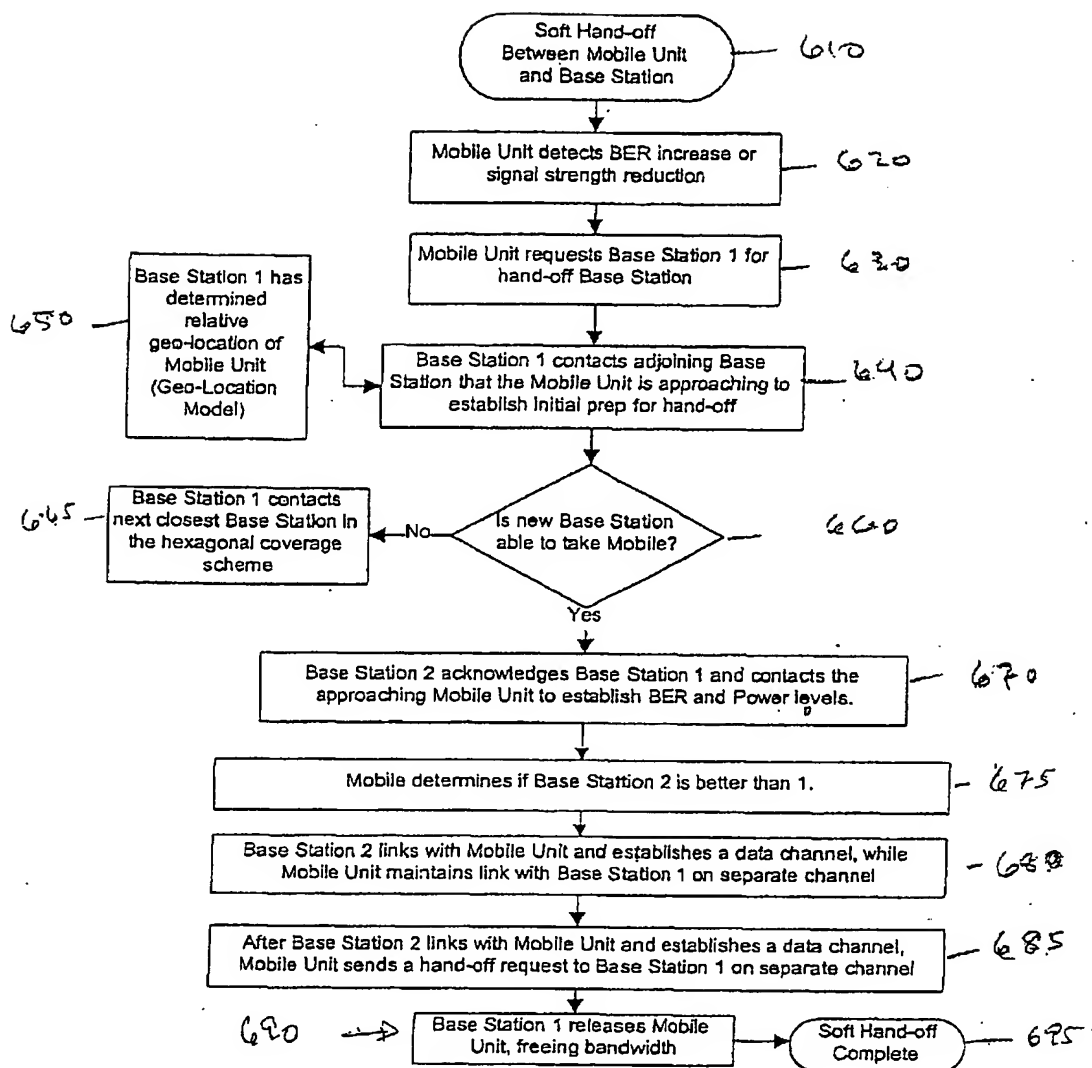 Soft Hand-off
Between Mobile Unit
and Base Station
610
Mobile Unit detects BER increase or
signal strength reduction
620
Mobile Unit requests Base Station 1 for
hand-off Base Station
630
Base Station 1 has
determined
relative
geo-location of
Mobile Unit
(Geo-Location
Model)
650
Base Station 1 contacts adjoining Base
Station that the Mobile Unit is approaching to
establish initial prep for hand-off
640
Is new Base Station
able to take Mobile?
660
No
Base Station 1 contacts
next closest Base Station in
the hexagonal coverage
scheme
665
Yes
Base Station 2 acknowledges Base Station 1 and contacts the
approaching Mobile Unit to establish BER and Power levels.
670
Mobile determines if Base Stattion 2 is better than 1.
675
Base Station 2 links with Mobile Unit and establishes a data channel, while
Mobile Unit maintains link with Base Station 1 on separate channel
680
After Base Station 2 links with Mobile Unit and establishes a data channel,
Mobile Unit sends a hand-off request to Base Station 1 on separate channel
685
690
Base Station 1 releases Mobile
Unit, freeing bandwidth
Soft Hand-off
Complete
695